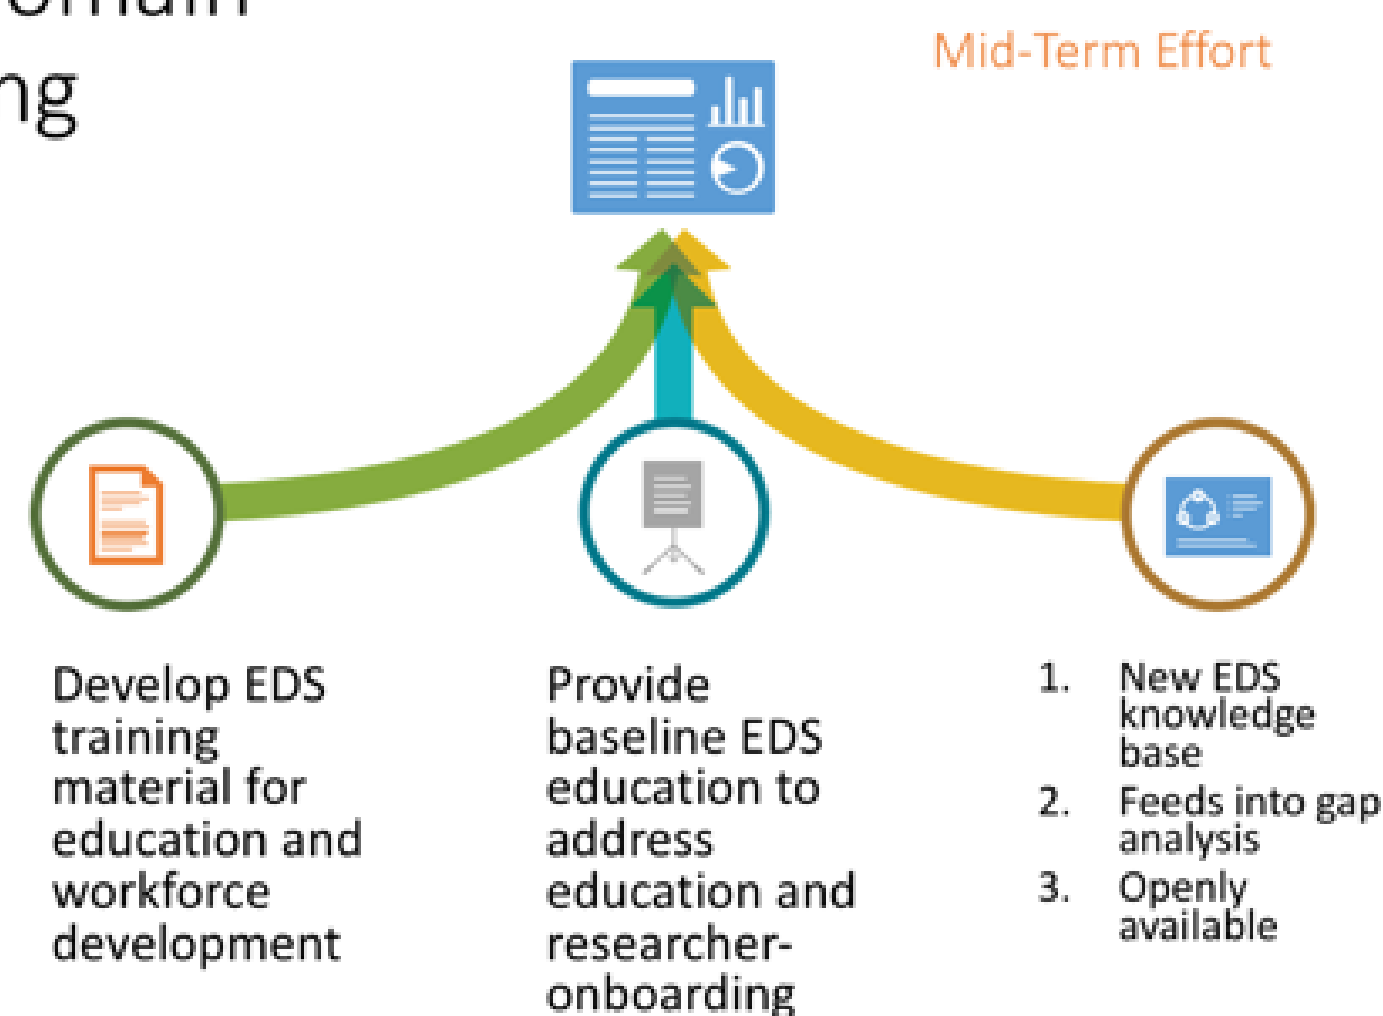 Mid-Term Effort
Develop EDS
training
material for
education and
workforce
development
Provide
baseline EDS
education to
address
education and
researcher-
onboarding
1. New EDS
knowledge
base
2. Feeds into gap
analysis
3. Openly
available